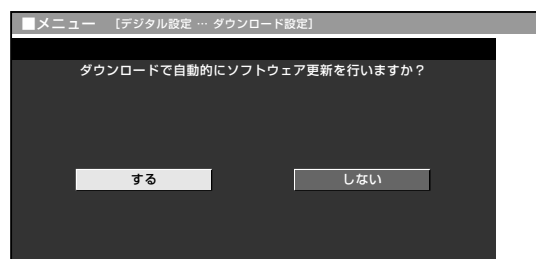 ■メニュー [デジタル設定 … ダウンロード設定]
ダウンロードで自動的にソフトウェア更新を行いますか？
する
しない